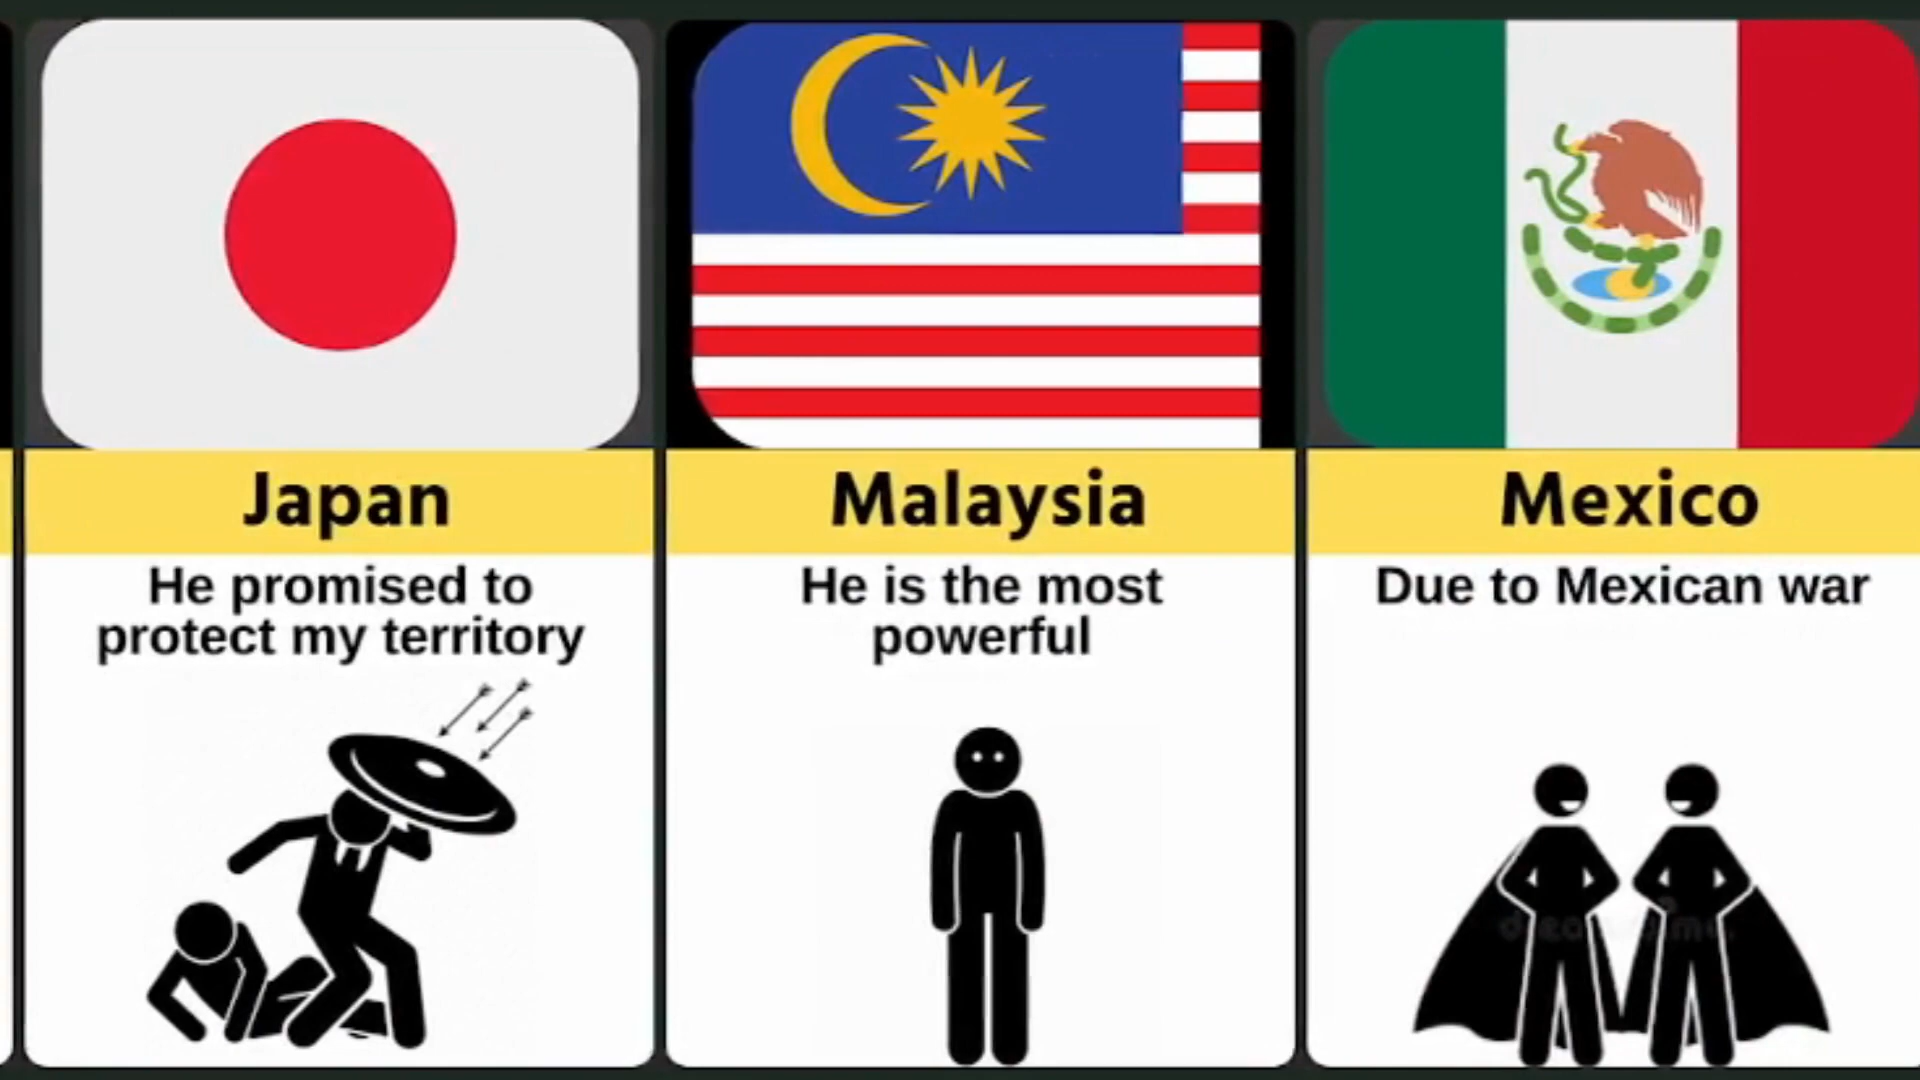 Japan
He promised to
protect my territory
Malaysia
He is the most
powerful
Mexico
Due to Mexican war